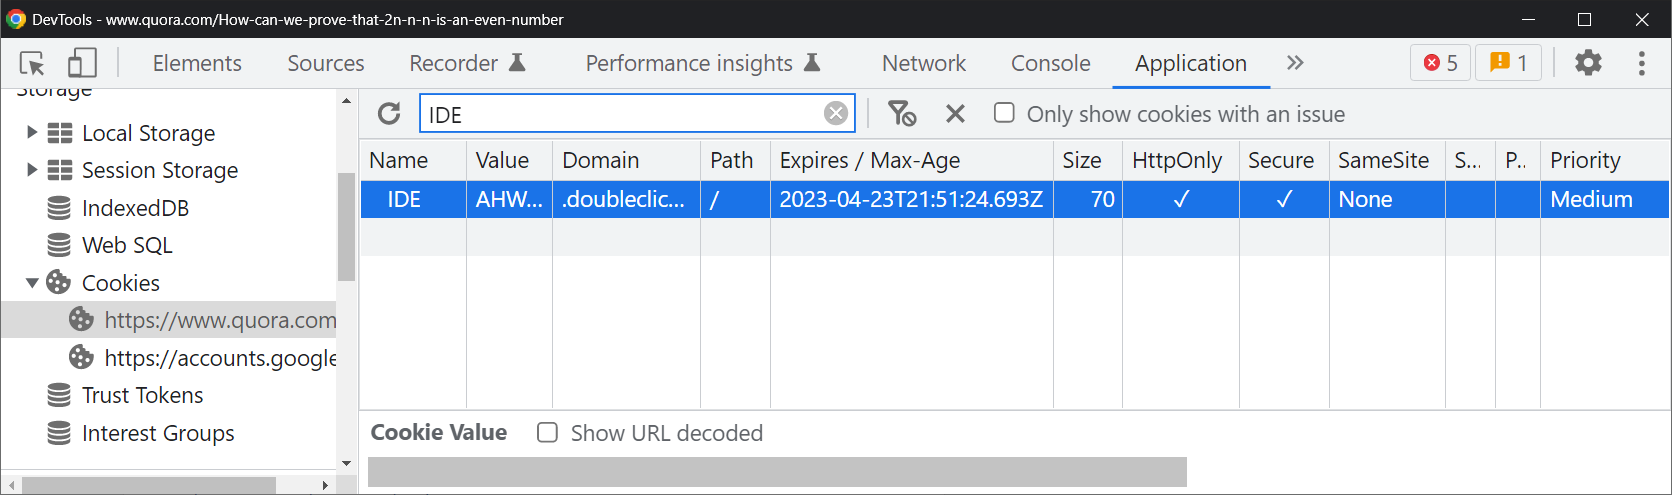 DevTools - www.quora.com/How-can-we-prove-that-2n-n-n-is-an-even-number
Elements Sources Recorder Performance insights Network Console Application 5 1
Storage
Local Storage
Session Storage
IndexedDB
Web SQL
Cookies
https://www.quora.com
https://accounts.google
Trust Tokens
Interest Groups
IDE Only show cookies with an issue
Name Value Domain Path Expires / Max-Age Size HttpOnly Secure SameSite S... P.. Priority
IDE AHW... .doubleclic... / 2023-04-23T21:51:24.693Z 70 ✓ ✓ None Medium
Cookie Value Show URL decoded